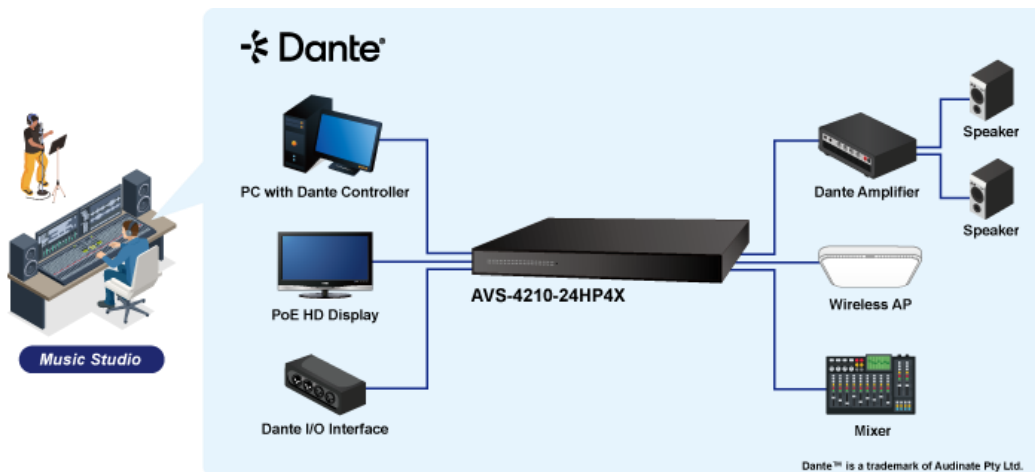 Dante®
PC with Dante Controller
PoE HD Display
Dante I/O Interface
AVS-4210-24HP4X
Dante Amplifier
Speaker
Speaker
Wireless AP
Mixer
Music Studio
Dante™ is a trademark of Audinate Pty Ltd.